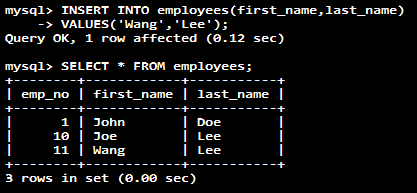 mysql> INSERT INTO employees(first_name,last_name)
    -> VALUES('Wang','Lee');
Query OK, 1 row affected (0.12 sec)

mysql> SELECT * FROM employees;
+--------+------------+-----------+
| emp_no | first_name | last_name |
+--------+------------+-----------+
|      1 | John       | Doe       |
|     10 | Joe        | Lee       |
|     11 | Wang       | Lee       |
+--------+------------+-----------+
3 rows in set (0.00 sec)